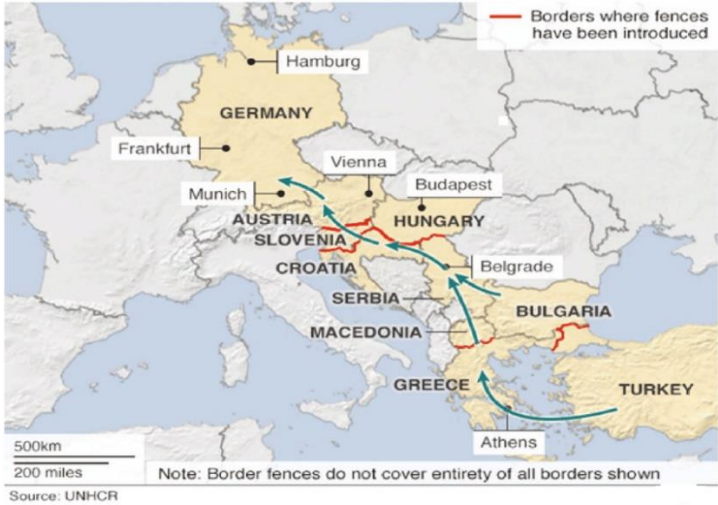 Borders where fences
have been introduced
Hamburg
GERMANY
Frankfurt
Vienna
Munich
Budapest
AUSTRIA
HUNGARY
SLOVENIA
CROATIA
Belgrade
SERBIA
BULGARIA
MACEDONIA
GREECE
TURKEY
Athens
500km
200 miles
Note: Border fences do not cover entirety of all borders shown
Source: UNHCR